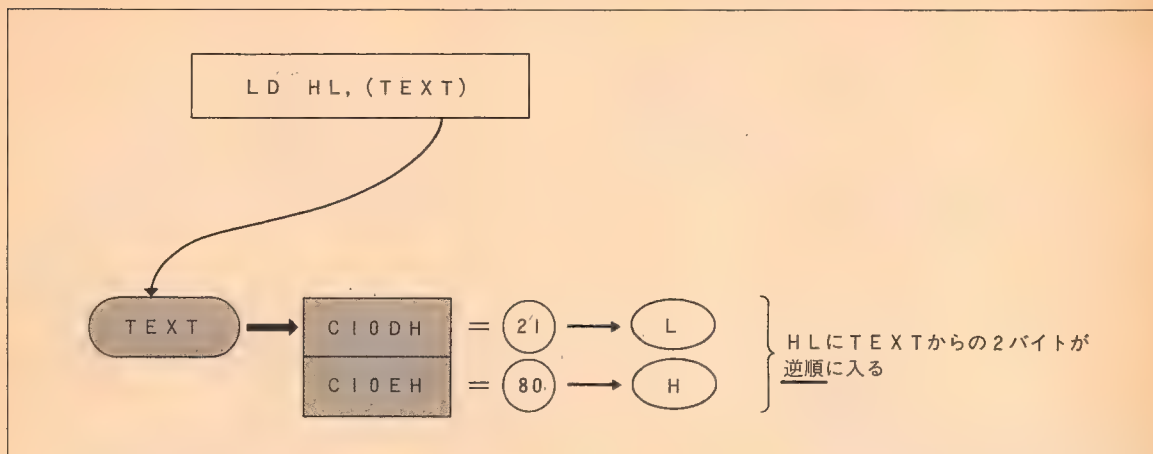 LD HL, (TEXT)
TEXT
C10DH = 21 L
C10EH = 80 H
HLにTEXTからの2バイトが
逆順に入る